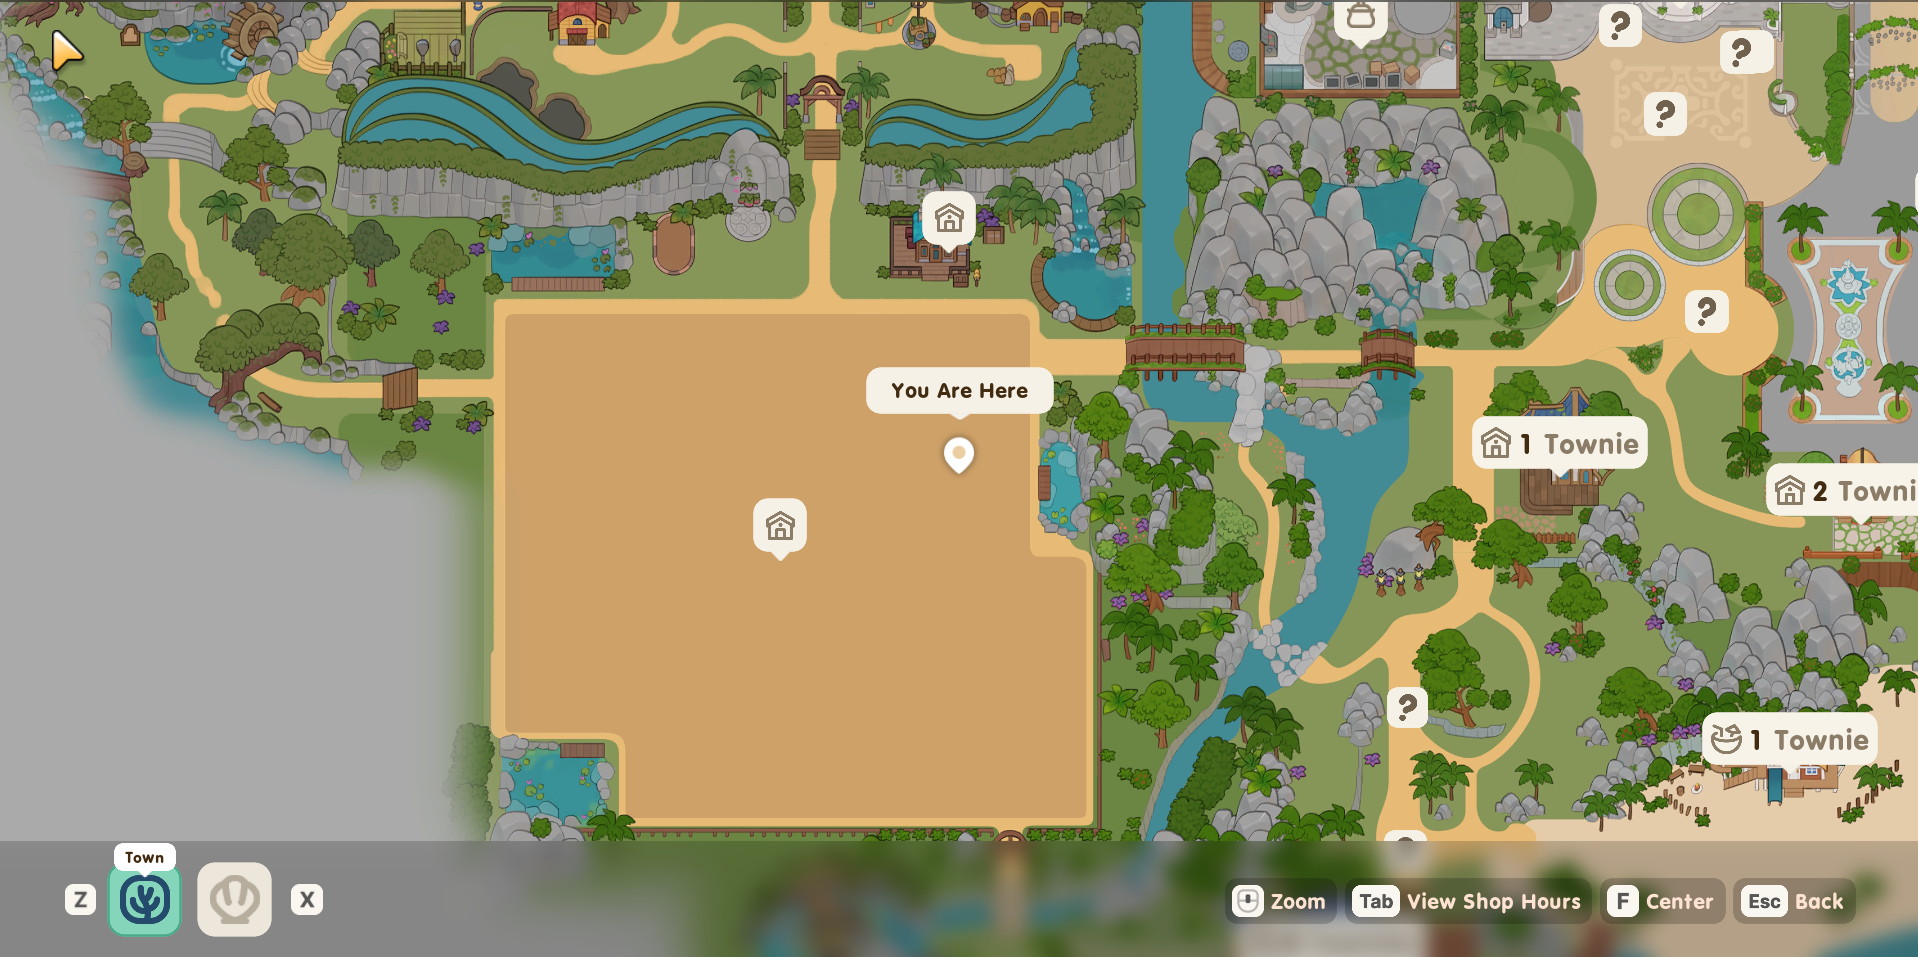 ?
?
?
You Are Here
?
1 Townie
2 Towni
?
1 Townie
Town
Z
X
Zoom
Tab View Shop Hours
F Center
Esc Back